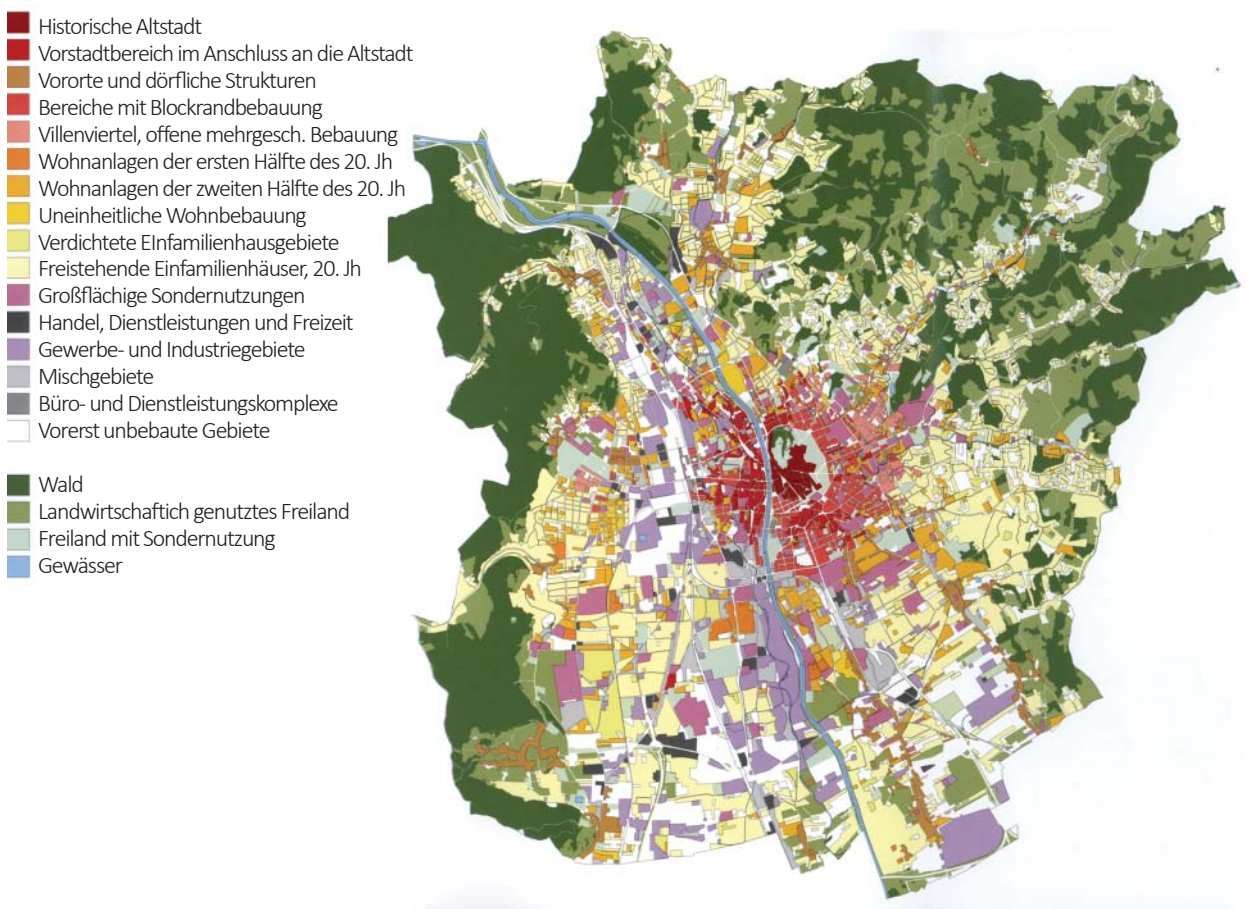 Historische Altstadt
Vorstadtbereich im Anschluss an die Altstadt
Vororte und dörfliche Strukturen
Bereiche mit Blockrandbebauung
Villenviertel, offene mehrgesch. Bebauung
Wohnanlagen der ersten Hälfte des 20. Jh
Wohnanlagen der zweiten Hälfte des 20. Jh
Uneinheitliche Wohnbebauung
Verdichtete EInfamilienhausgebiete
Freistehende Einfamilienhäuser, 20. Jh
Großflächige Sondernutzungen
Handel, Dienstleistungen und Freizeit
Gewerbe- und Industriegebiete
Mischgebiete
Büro- und Dienstleistungskomplexe
Vorerst unbebaute Gebiete
Wald
Landwirtschaftich genutztes Freiland
Freiland mit Sondernutzung
Gewässer